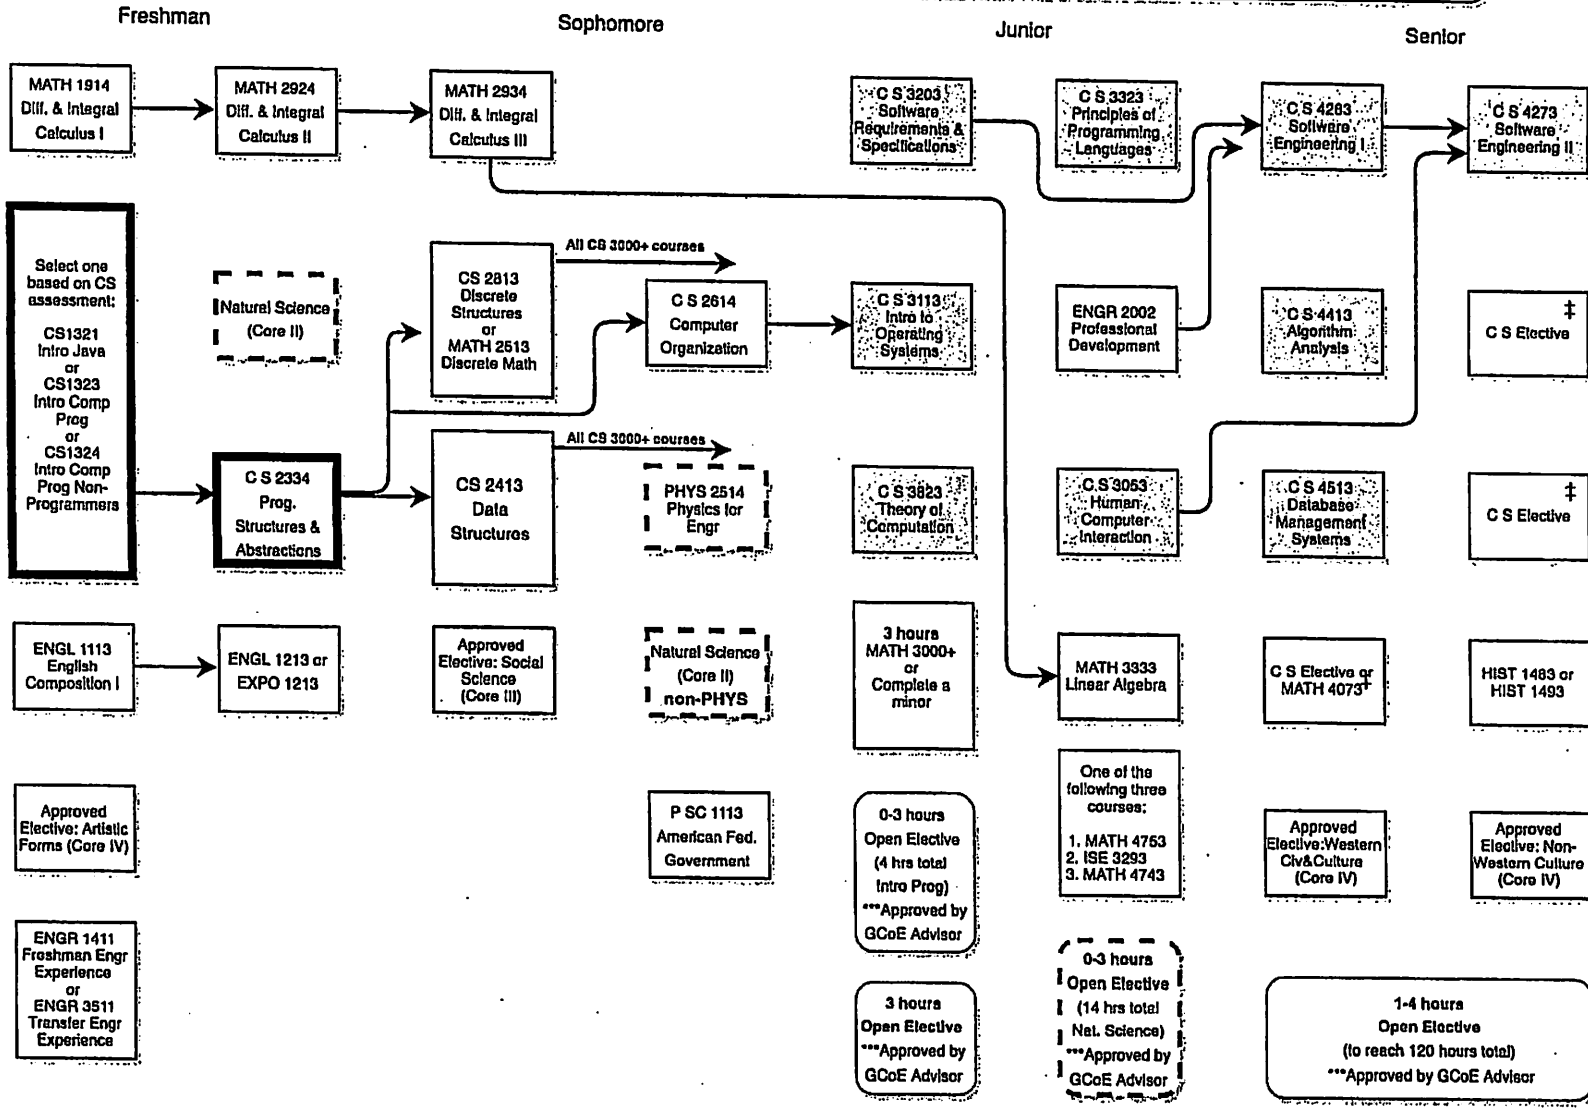 Freshman
Sophomore
Junior
Senior
MATH 1914
Diff. & Integral
Calculus I
MATH 2924
Diff. & Integral
Calculus II
MATH 2934
Diff. & Integral
Calculus III
C S 3203
Software
Requirements &
Specifications
C S 3323
Principles of
Programming
Languages
C S 4263
Software
Engineering I
C S 4273
Software
Engineering II
Select one
based on CS
assessment:
CS1321
Intro Java
or
CS1323
Intro Comp
Prog
or
CS1324
Intro Comp
Prog Non-
Programmers
Natural Science
(Core II)
CS 2813
Discrete
Structures
or
MATH 2513
Discrete Math
All CS 3000+ courses
C S 2614
Computer
Organization
C S 3113
Intro to
Operating
Systems
ENGR 2002
Professional
Development
C S 4413
Algorithm
Analysis
‡
C S Elective
C S 2334
Prog.
Structures &
Abstractions
CS 2413
Data
Structures
All CS 3000+ courses
PHYS 2514
Physics for
Engr
C S 3823
Theory of
Computation
C S 3053
Human
Computer
Interaction
C S 4513
Database
Management
Systems
‡
C S Elective
ENGL 1113
English
Composition I
ENGL 1213 or
EXPO 1213
Approved
Elective: Social
Science
(Core III)
Natural Science
(Core II)
non-PHYS
3 hours
MATH 3000+
or
Complete a
minor
MATH 3333
Linear Algebra
C S Elective or
MATH 4073‡
HIST 1483 or
HIST 1493
Approved
Elective: Artistic
Forms (Core IV)
P SC 1113
American Fed.
Government
0-3 hours
Open Elective
(4 hrs total
Intro Prog)
***Approved by
GCoE Advisor
One of the
following three
courses:
1. MATH 4753
2. ISE 3293
3. MATH 4743
Approved
Elective:Western
Civ&Culture
(Core IV)
Approved
Elective: Non-
Western Culture
(Core IV)
ENGR 1411
Freshman Engr
Experience
or
ENGR 3511
Transfer Engr
Experience
3 hours
Open Elective
***Approved by
GCoE Advisor
0-3 hours
Open Elective
(14 hrs total
Nat. Science)
***Approved by
GCoE Advisor
1-4 hours
Open Elective
(to reach 120 hours total)
***Approved by GCoE Advisor